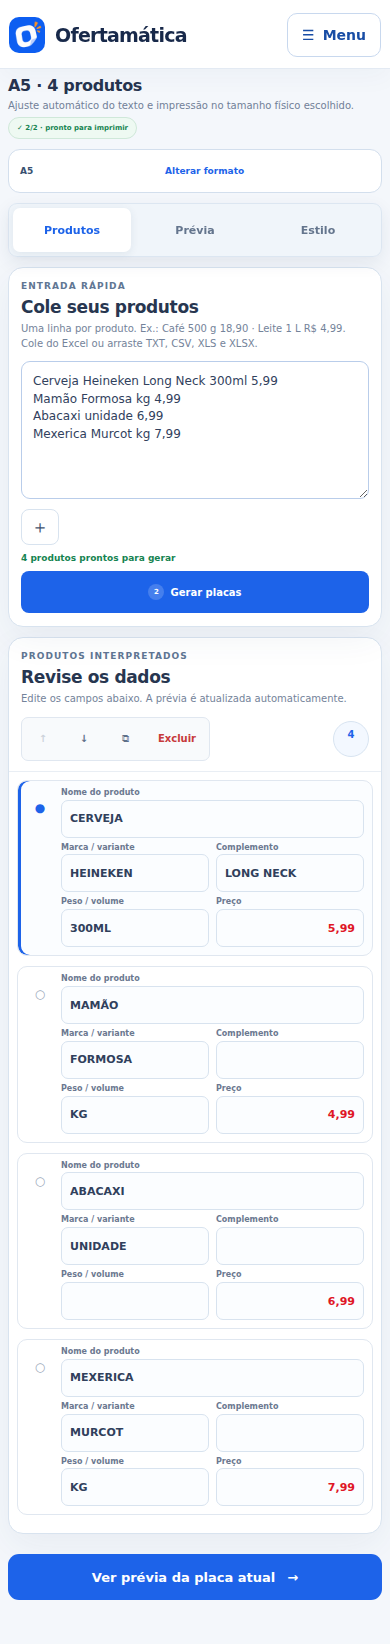 Ofertamática
☰ Menu
A5 · 4 produtos
Ajuste automático do texto e impressão no tamanho físico escolhido.
✓ 2/2 · pronto para imprimir
A5 Alterar formato
Produtos Prévia Estilo
ENTRADA RÁPIDA
Cole seus produtos
Uma linha por produto. Ex.: Café 500 g 18,90 · Leite 1 L R$ 4,99.
Cole do Excel ou arraste TXT, CSV, XLS e XLSX.
Cerveja Heineken Long Neck 300ml 5,99
Mamão Formosa kg 4,99
Abacaxi unidade 6,99
Mexerica Murcot kg 7,99
+
4 produtos prontos para gerar
2 Gerar placas
PRODUTOS INTERPRETADOS
Revise os dados
Edite os campos abaixo. A prévia é atualizada automaticamente.
↑ ↓ ⧉ Excluir 4
Nome do produto
CERVEJA
Marca / variante Complemento
HEINEKEN LONG NECK
Peso / volume Preço
300ML 5,99
Nome do produto
MAMÃO
Marca / variante Complemento
FORMOSA
Peso / volume Preço
KG 4,99
Nome do produto
ABACAXI
Marca / variante Complemento
UNIDADE
Peso / volume Preço
6,99
Nome do produto
MEXERICA
Marca / variante Complemento
MURCOT
Peso / volume Preço
KG 7,99
Ver prévia da placa atual →